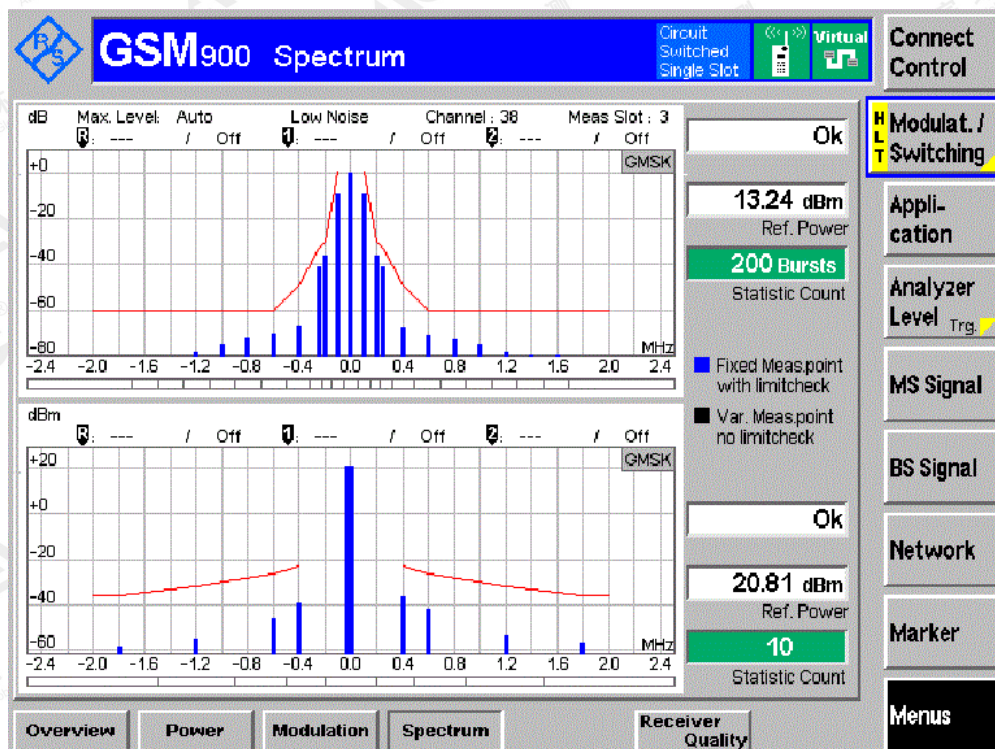 R S
GSM900 Spectrum
Circuit
Switched
Single Slot
Virtual
Connect
Control
dB Max. Level: Auto Low Noise Channel : 38 Meas Slot : 3
R : --- / Off 1 : --- / Off 2 : --- / Off
GMSK
+0
-20
-40
-60
-80
MHz
-2.4 -2.0 -1.6 -1.2 -0.8 -0.4 0.0 0.4 0.8 1.2 1.6 2.0 2.4
Ok
13.24 dBm
Ref. Power
200 Bursts
Statistic Count
Fixed Meas.point
with limitcheck
Var. Meas.point
no limitcheck
dBm
R : --- / Off 1 : --- / Off 2 : --- / Off
GMSK
+20
+0
-20
-40
-60
MHz
-2.4 -2.0 -1.6 -1.2 -0.8 -0.4 0.0 0.4 0.8 1.2 1.6 2.0 2.4
Ok
20.81 dBm
Ref. Power
10
Statistic Count
HLT
Modulat. /
Switching
Appli-
cation
Analyzer
Level Trg.
MS Signal
BS Signal
Network
Marker
Menus
Overview Power Modulation Spectrum Receiver
Quality